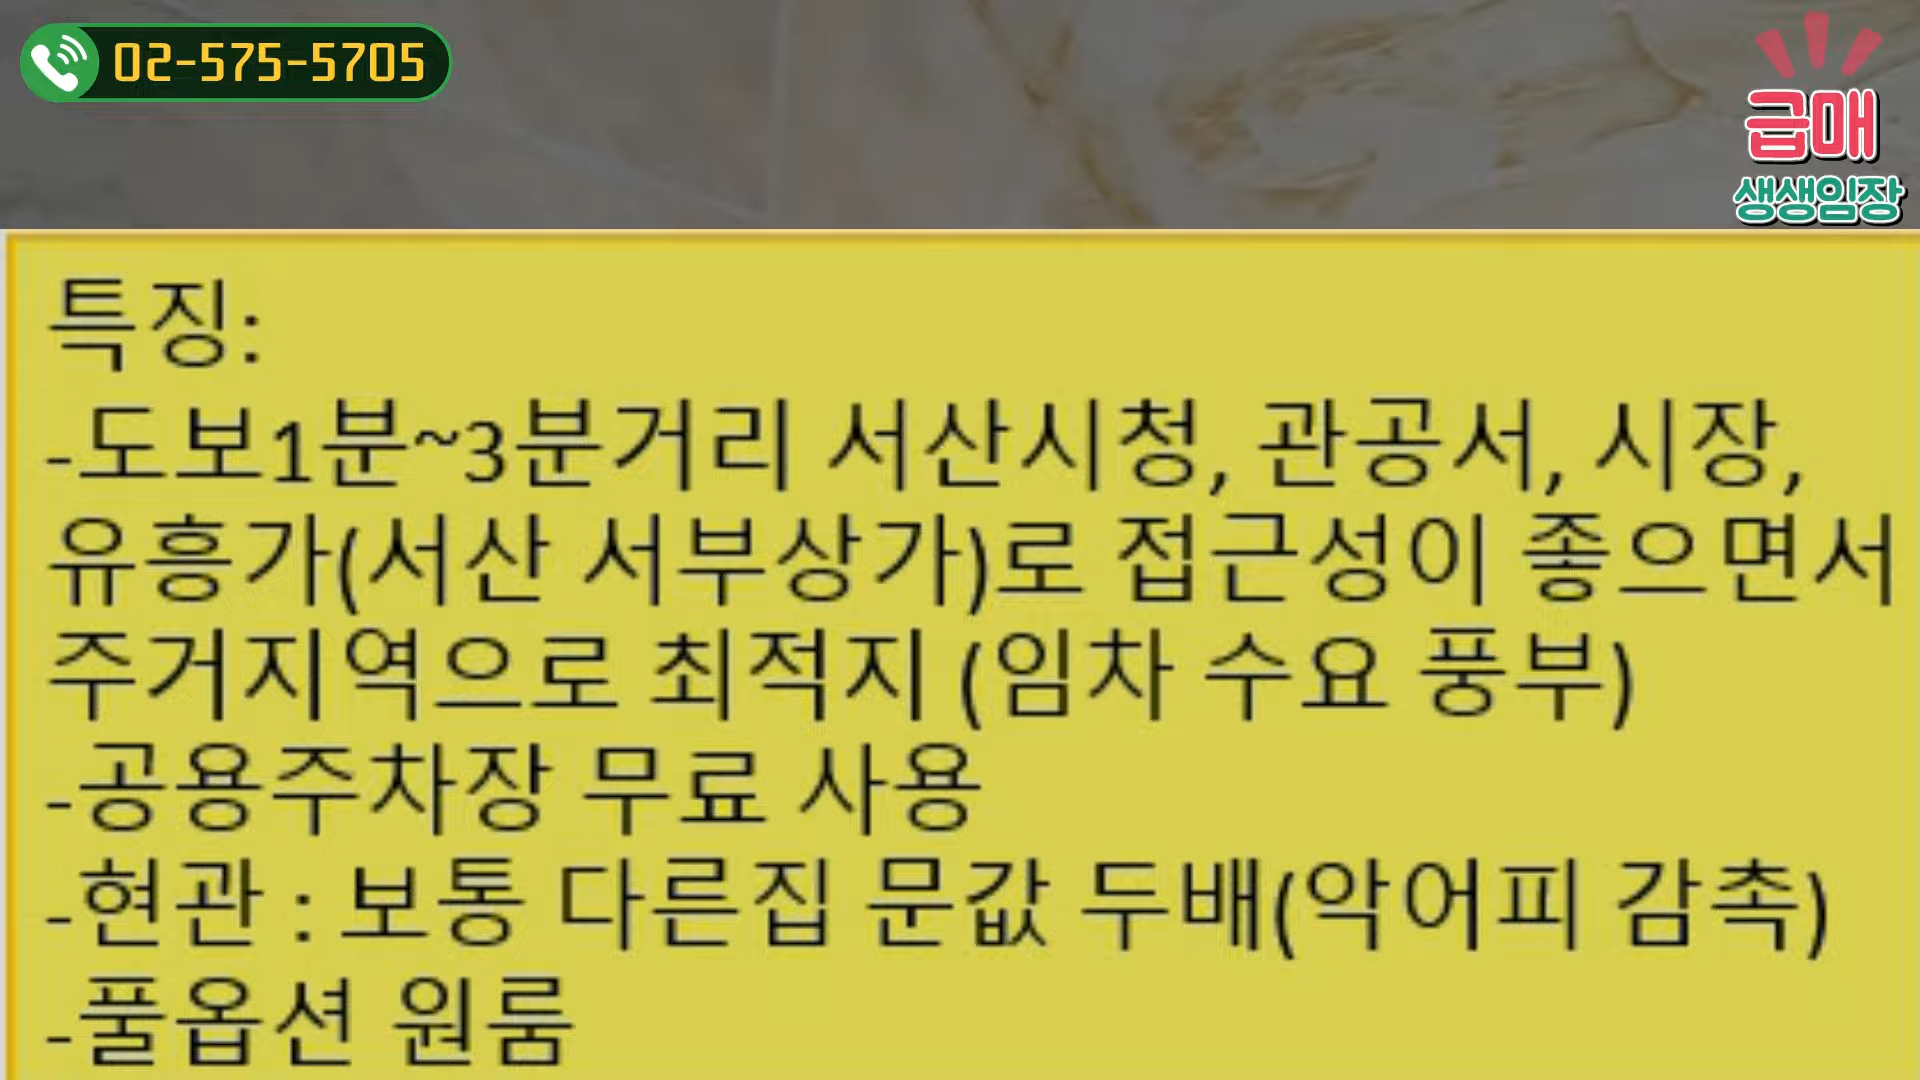 02-575-5705
급매
생생임장
특징:
-도보1분~3분거리 서산시청, 관공서, 시장,
유흥가(서산 서부상가)로 접근성이 좋으면서
주거지역으로 최적지 (임차 수요 풍부)
-공용주차장 무료 사용
-현관 : 보통 다른집 문값 두배(악어피 감촉)
-풀옵션 원룸